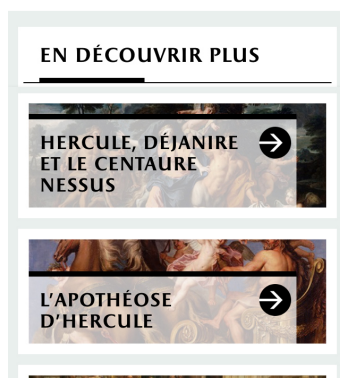 EN DÉCOUVRIR PLUS
HERCULE, DÉJANIRE
ET LE CENTAURE
NESSUS
L’APOTHÉOSE
D’HERCULE